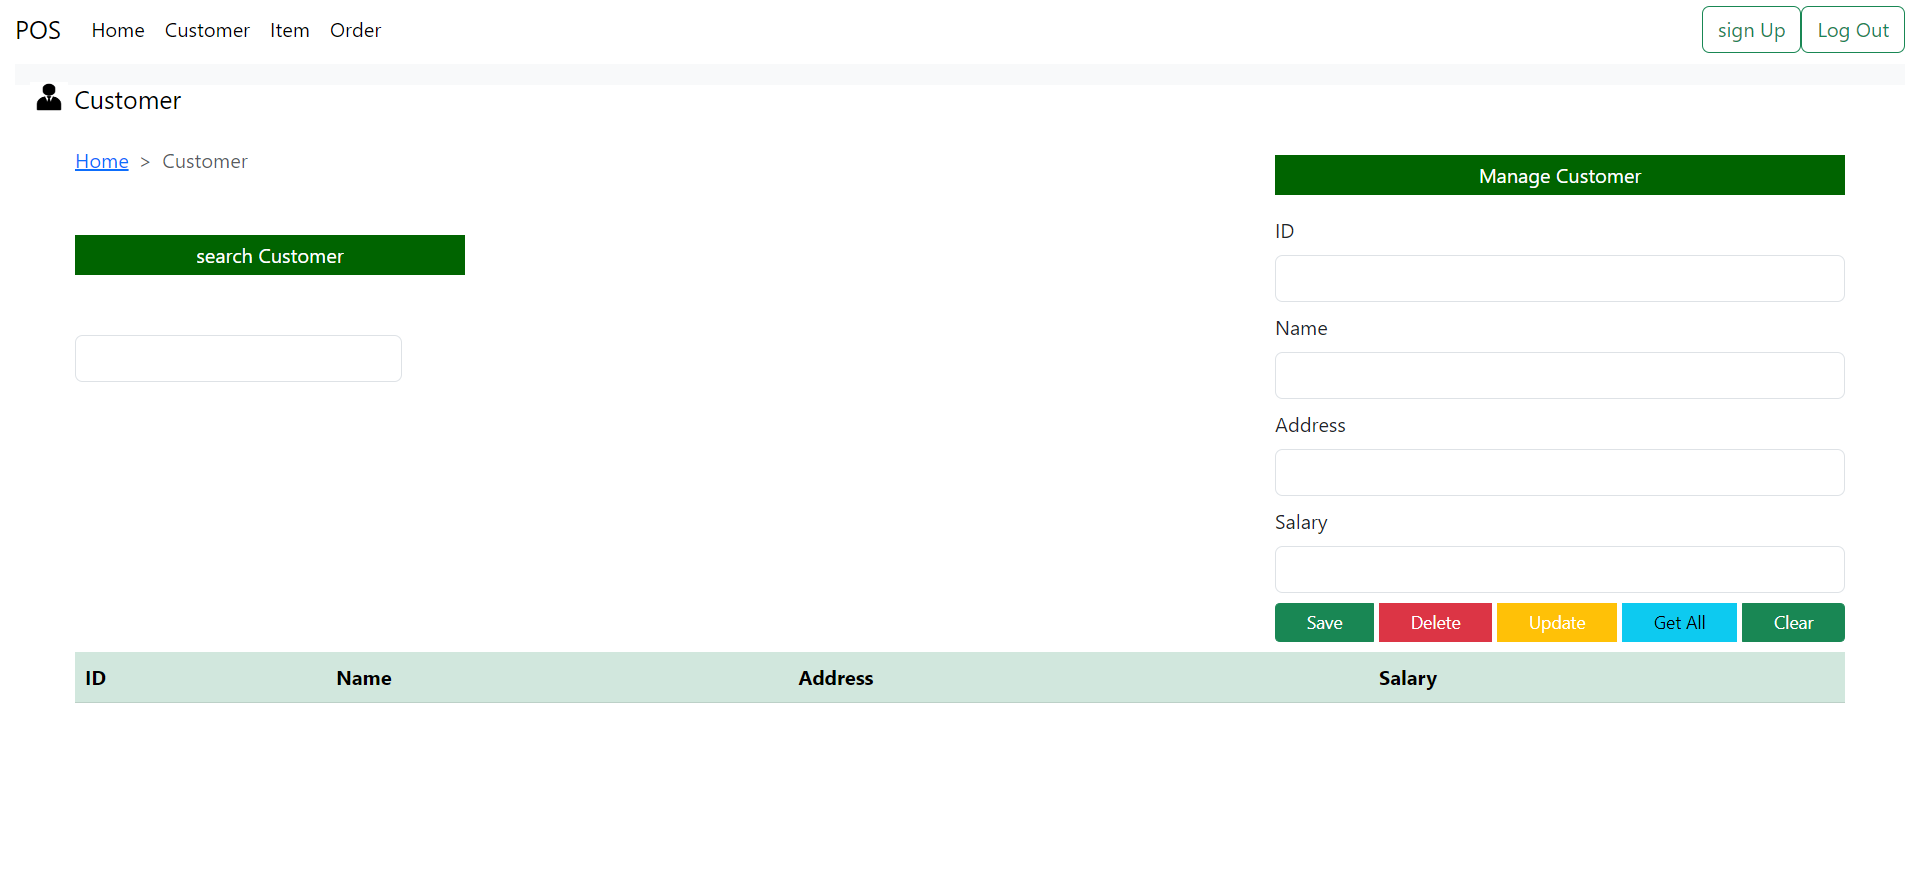 POS Home Customer Item Order sign Up Log Out
Customer
Home > Customer
Manage Customer
ID
search Customer
Name
Address
Salary
Save Delete Update Get All Clear
ID Name Address Salary